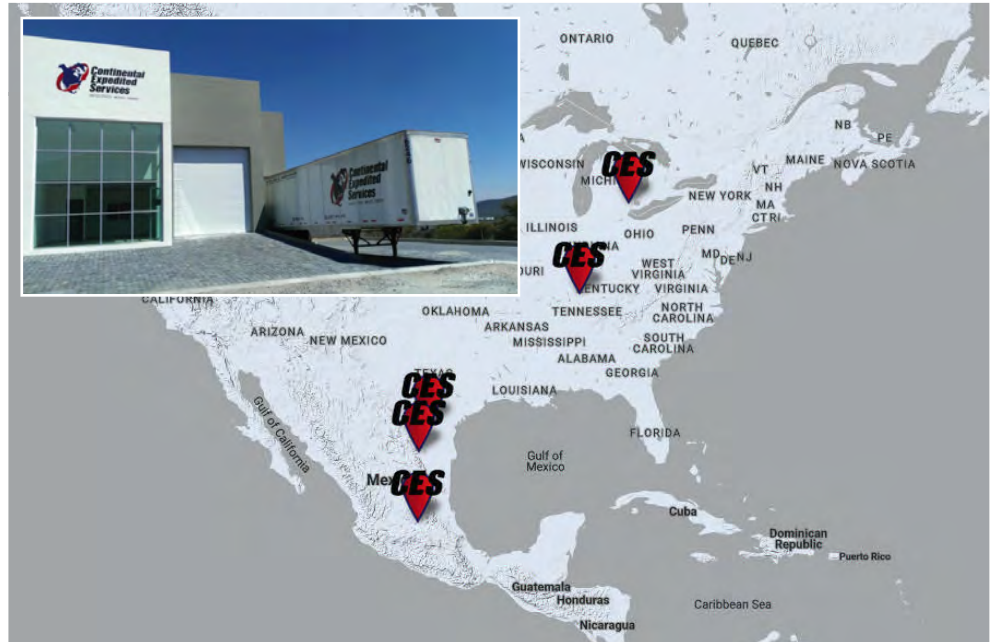 Continental
Expedited
Services
Continental
Expedited
Services
ONTARIO
QUEBEC
NB
PE
WISCONSIN
CES
MICHI
VT
MAINE
NOVA SCOTIA
NEW YORK
NH
MA
CT RI
ILLINOIS
OHIO
PENN
CES
MD
DE
NJ
WEST
VIRGINIA
KENTUCKY
VIRGINIA
CALIFORNIA
OKLAHOMA
TENNESSEE
NORTH
CAROLINA
ARIZONA
NEW MEXICO
ARKANSAS
MISSISSIPPI
SOUTH
CAROLINA
ALABAMA
GEORGIA
TEXAS
CES
LOUISIANA
CES
Gulf of California
FLORIDA
Gulf of
Mexico
Mexi
CES
Cuba
Dominican
Republic
Puerto Rico
Guatemala
Honduras
Caribbean Sea
Nicaragua